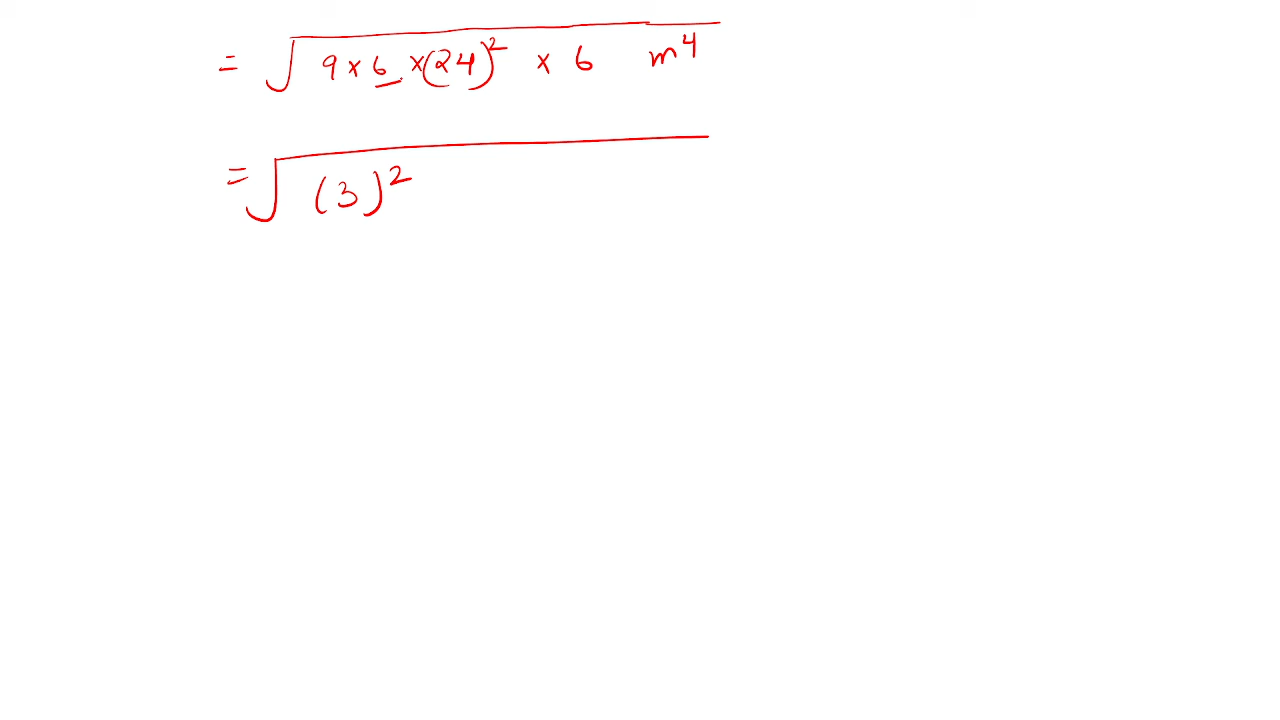 = √ 9 × 6 × (24)² × 6 m⁴
= √ (3)²